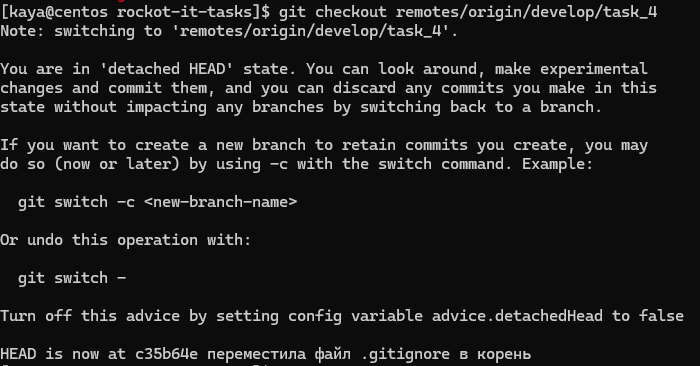 [kaya@centos rockot-it-tasks]$ git checkout remotes/origin/develop/task_4
Note: switching to 'remotes/origin/develop/task_4'.
You are in 'detached HEAD' state. You can look around, make experimental
changes and commit them, and you can discard any commits you make in this
state without impacting any branches by switching back to a branch.
If you want to create a new branch to retain commits you create, you may
do so (now or later) by using -c with the switch command. Example:
git switch -c <new-branch-name>
Or undo this operation with:
git switch -
Turn off this advice by setting config variable advice.detachedHead to false
HEAD is now at c35b64e переместила файл .gitignore в корень